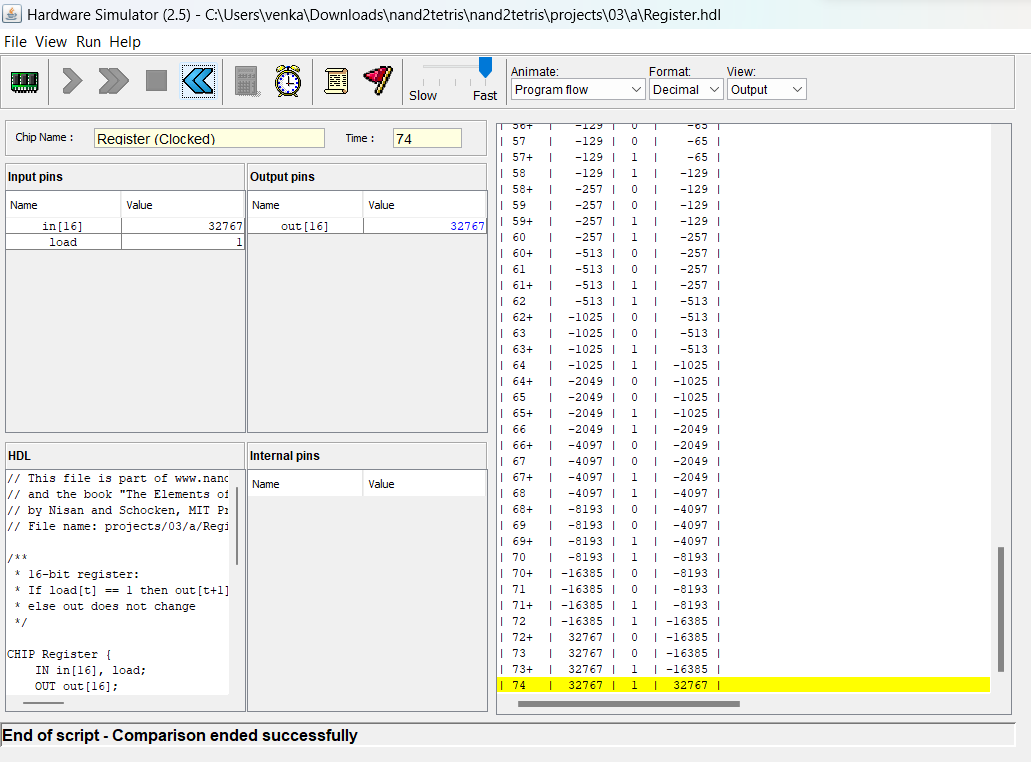 Hardware Simulator (2.5) - C:\Users\venka\Downloads\nand2tetris\nand2tetris\projects\03\a\Register.hdl
File View Run Help
Slow Fast
Animate: Format: View:
Program flow Decimal Output
Chip Name : Register (Clocked) Time : 74
Input pins
Name Value
in[16] 32767
load 1
Output pins
Name Value
out[16] 32767
HDL
// This file is part of www.nand
// and the book "The Elements of
// by Nisan and Schocken, MIT Pr
// File name: projects/03/a/Regi
/**
* 16-bit register:
* If load[t] == 1 then out[t+1]
* else out does not change
*/
CHIP Register {
IN in[16], load;
OUT out[16];
Internal pins
Name Value
| 56+ | -129 | 0 | -65 |
| 57 | -129 | 0 | -65 |
| 57+ | -129 | 1 | -65 |
| 58 | -129 | 1 | -129 |
| 58+ | -257 | 0 | -129 |
| 59 | -257 | 0 | -129 |
| 59+ | -257 | 1 | -129 |
| 60 | -257 | 1 | -257 |
| 60+ | -513 | 0 | -257 |
| 61 | -513 | 0 | -257 |
| 61+ | -513 | 1 | -257 |
| 62 | -513 | 1 | -513 |
| 62+ | -1025 | 0 | -513 |
| 63 | -1025 | 0 | -513 |
| 63+ | -1025 | 1 | -513 |
| 64 | -1025 | 1 | -1025 |
| 64+ | -2049 | 0 | -1025 |
| 65 | -2049 | 0 | -1025 |
| 65+ | -2049 | 1 | -1025 |
| 66 | -2049 | 1 | -2049 |
| 66+ | -4097 | 0 | -2049 |
| 67 | -4097 | 0 | -2049 |
| 67+ | -4097 | 1 | -2049 |
| 68 | -4097 | 1 | -4097 |
| 68+ | -8193 | 0 | -4097 |
| 69 | -8193 | 0 | -4097 |
| 69+ | -8193 | 1 | -4097 |
| 70 | -8193 | 1 | -8193 |
| 70+ | -16385 | 0 | -8193 |
| 71 | -16385 | 0 | -8193 |
| 71+ | -16385 | 1 | -8193 |
| 72 | -16385 | 1 | -16385 |
| 72+ | 32767 | 0 | -16385 |
| 73 | 32767 | 0 | -16385 |
| 73+ | 32767 | 1 | -16385 |
| 74 | 32767 | 1 | 32767 |
End of script - Comparison ended successfully